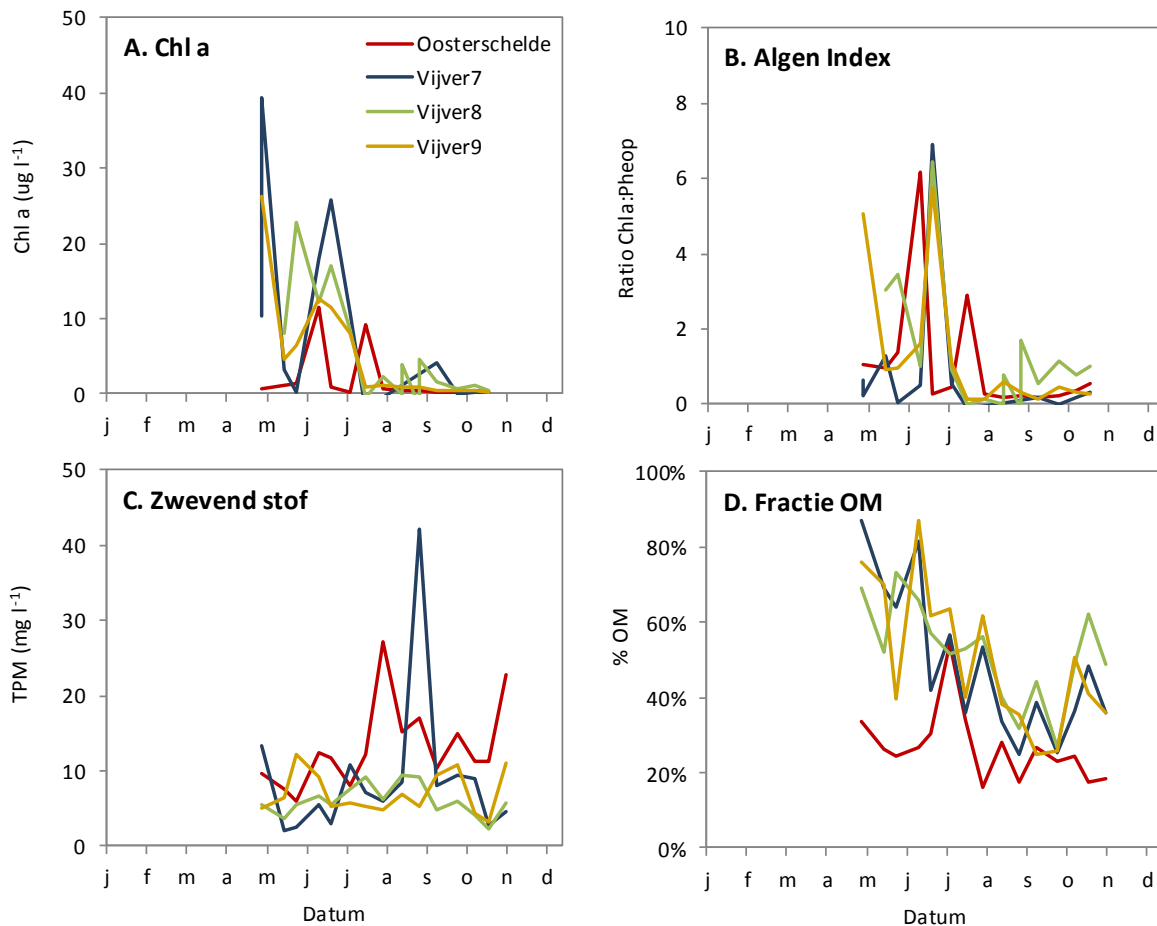 A. Chl a
Oosterschelde
Vijver7
Vijver8
Vijver9
Chl a (ug l-1)
50
40
30
20
10
0
j f m a m j j a s o n d
B. Algen Index
Ratio Chla:Pheop
10
8
6
4
2
0
j f m a m j j a s o n d
C. Zwevend stof
TPM (mg l-1)
50
40
30
20
10
0
j f m a m j j a s o n d
Datum
D. Fractie OM
% OM
100%
80%
60%
40%
20%
0%
j f m a m j j a s o n d
Datum